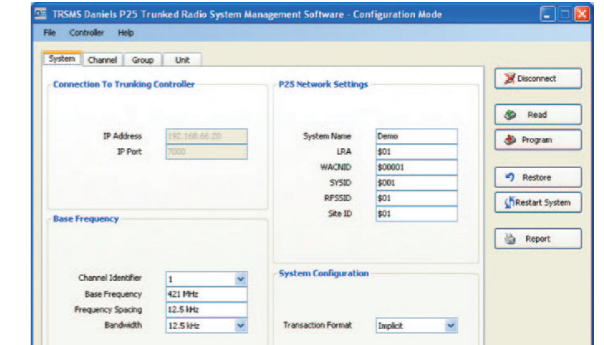 TRSMS Daniels P25 Trunked Radio System Management Software - Configuration Mode
File Controller Help
System Channel Group Unit
Connection To Trunking Controller
IP Address 192.168.66.20
IP Port 7000
P25 Network Settings
System Name Demo
LRA $01
WACNID $00001
SYSID $001
RFSSID $01
Site ID $01
Base Frequency
Channel Identifier 1
Base Frequency 421 MHz
Frequency Spacing 12.5 kHz
Bandwidth 12.5 kHz
System Configuration
Transaction Format Implicit
Disconnect
Read
Program
Restore
Restart System
Report